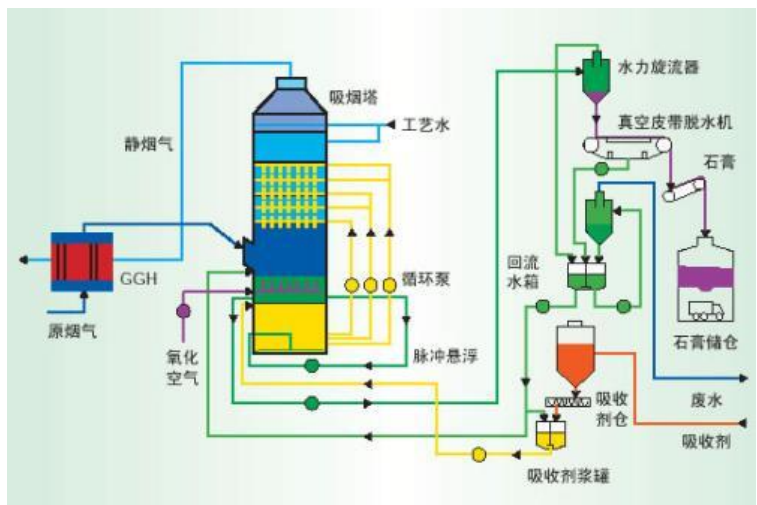 水力旋流器
吸烟塔
真空皮带脱水机
工艺水
静烟气
石膏
GGH
循环泵
回流
水箱
原烟气
石膏储仓
氧化
空气
脉冲悬浮
吸收
剂仓
废水
吸收剂
吸收剂浆罐